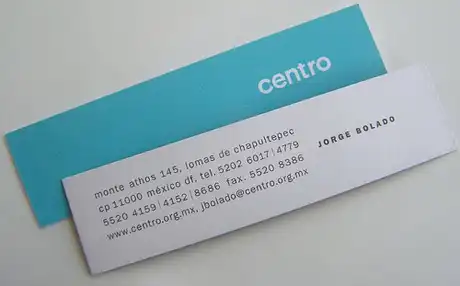 centro
monte athos 145, lomas de chapultepec
cp 11000 méxico df. tel. 5202 6017|4779
5520 4159|4152|8686 fax. 5520 8386
www.centro.org.mx, jbolado@centro.org.mx
JORGE BOLADO